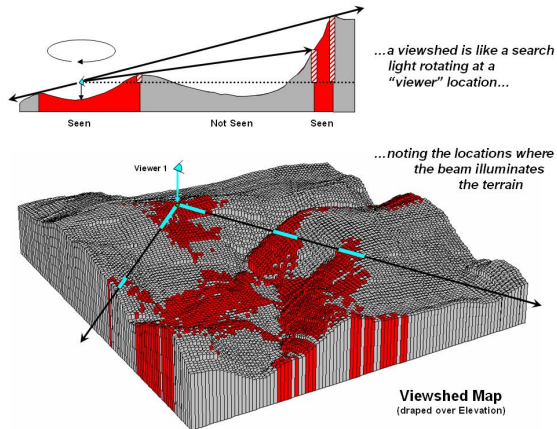 ...a viewshed is like a search
light rotating at a
“viewer” location...
Seen
Not Seen
Seen
...noting the locations where
the beam illuminates
the terrain
Viewer 1
Viewshed Map
(draped over Elevation)